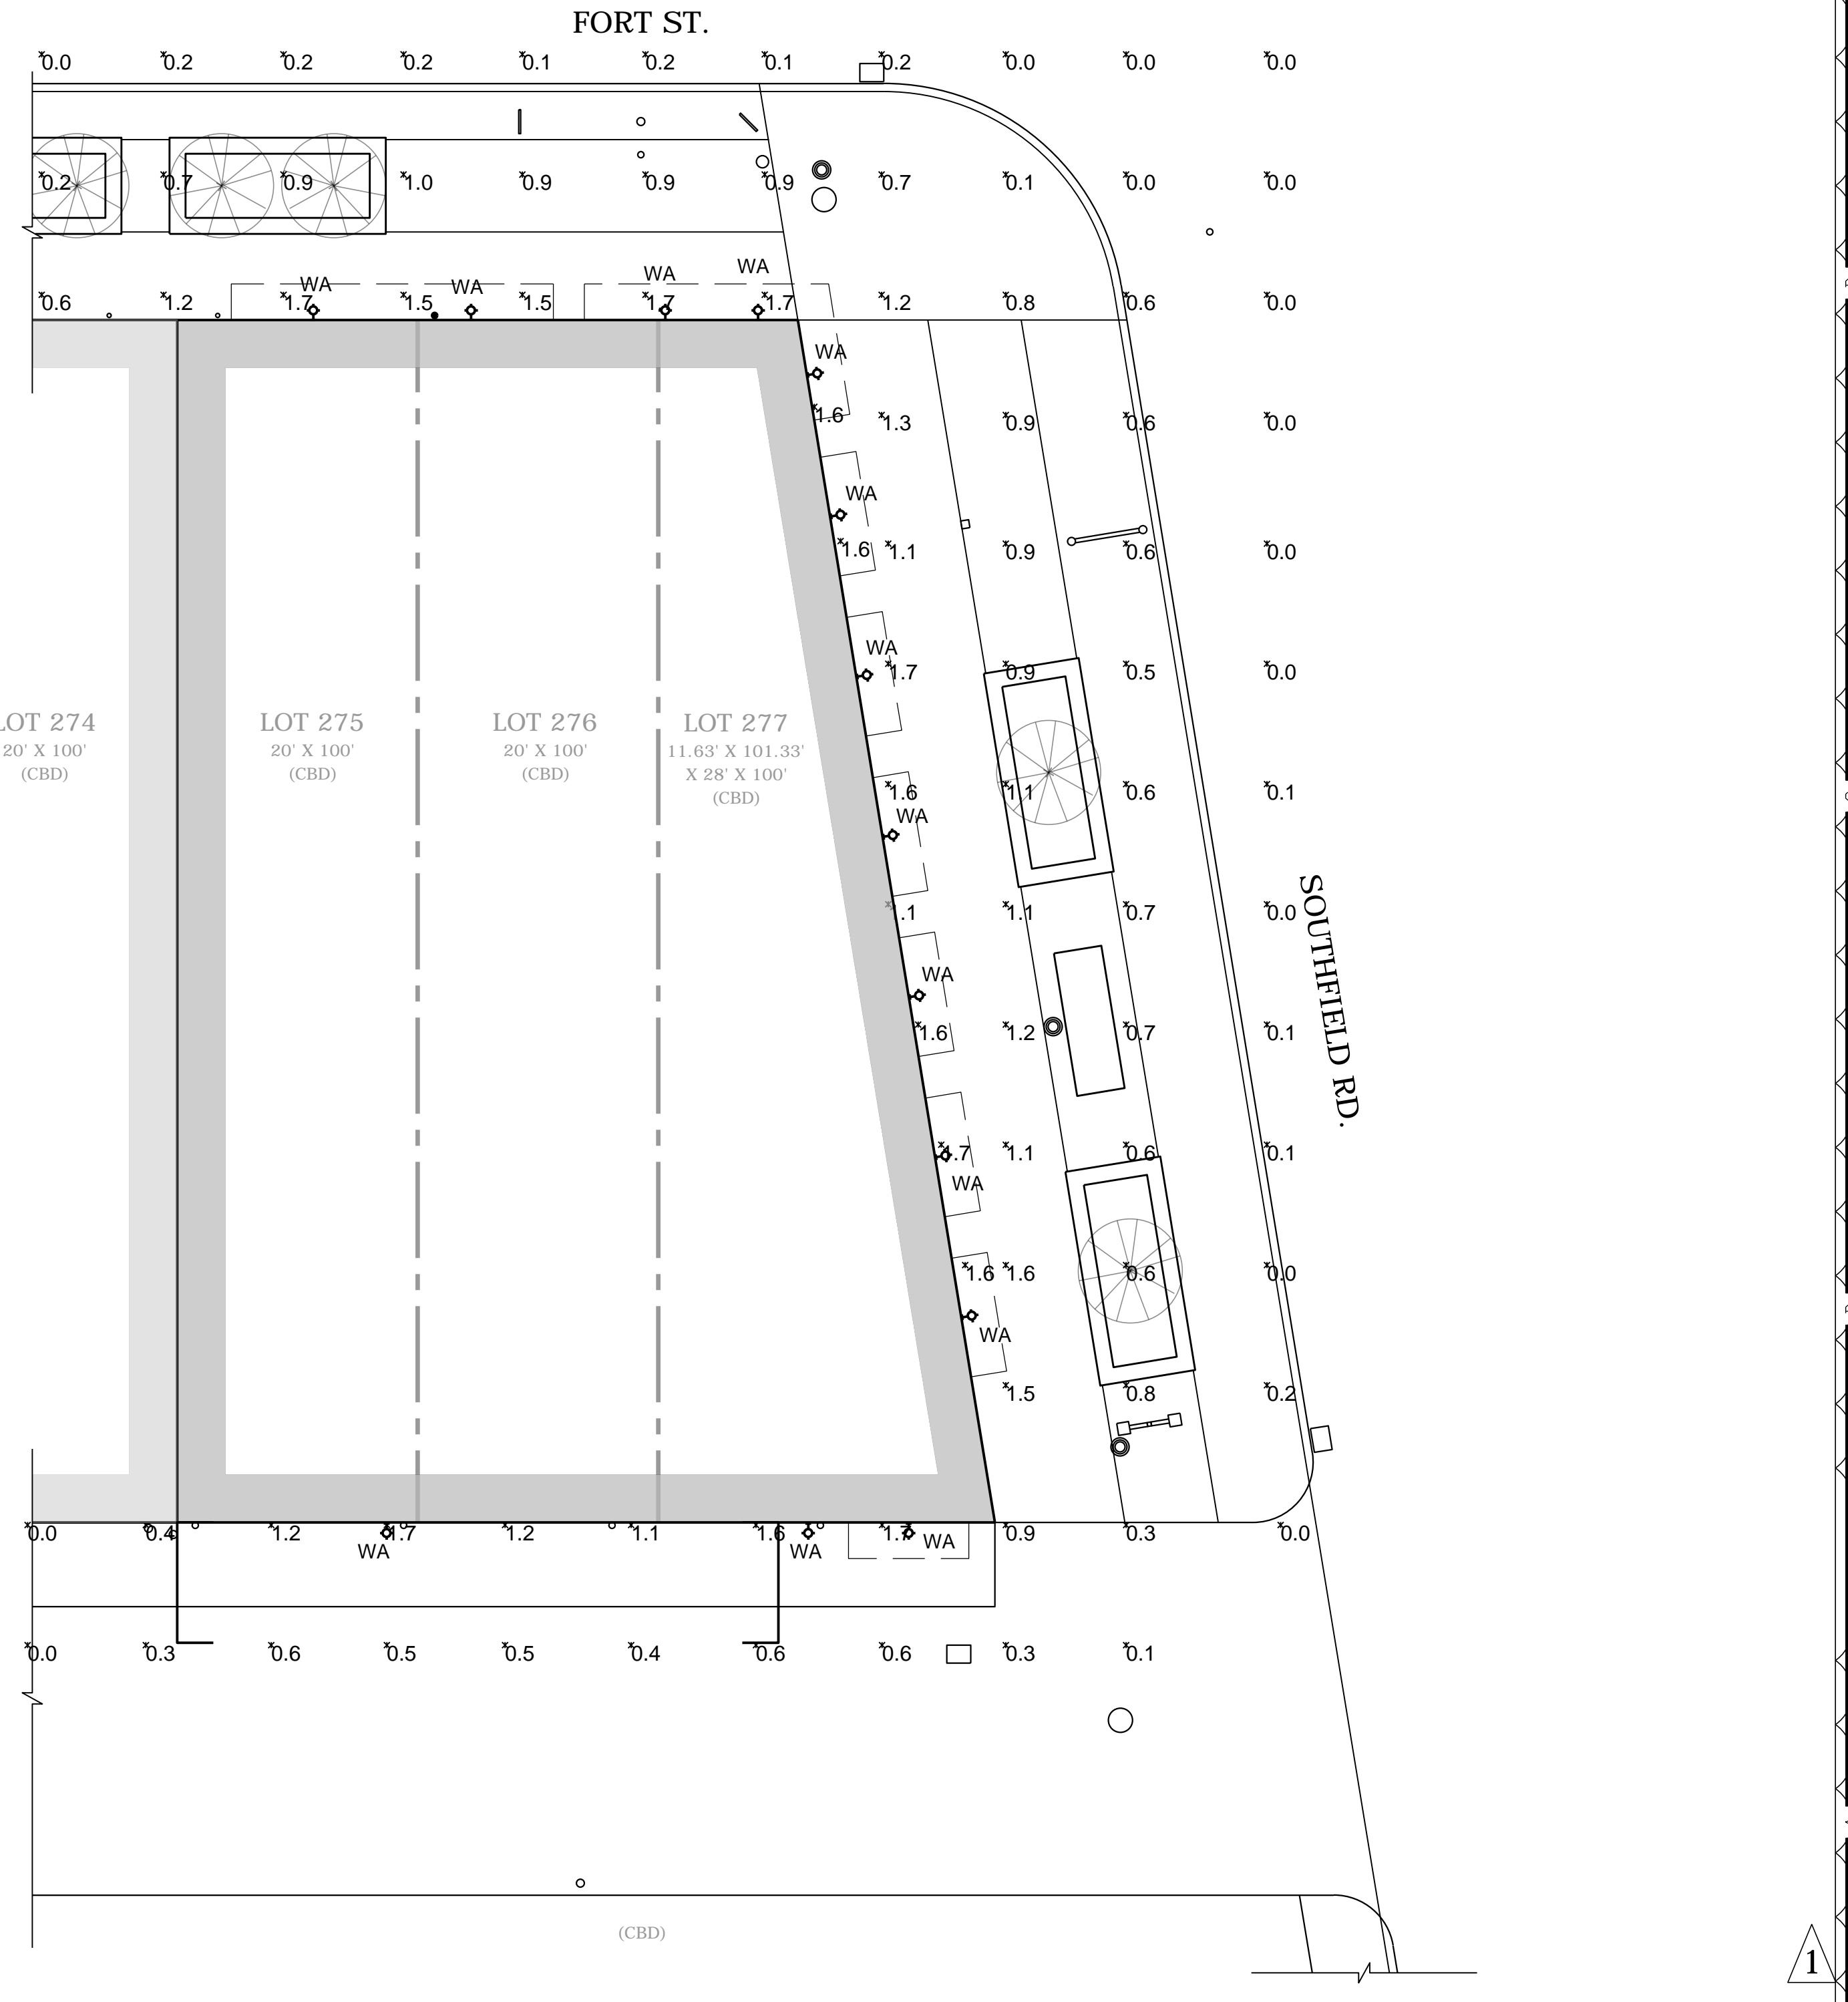 FORT ST.
0.0 0.2 0.2 0.2 0.1 0.2 0.1 0.2 0.0 0.0 0.0
0.2 0.7 0.9 1.0 0.9 0.9 0.9 0.7 0.1 0.0 0.0
WA WA WA WA
0.6 1.2 1.7 1.5 1.5 1.7 1.7 1.2 0.8 0.6 0.0
WA
1.6 1.3 0.9 0.6 0.0
WA
1.6 1.1 0.9 0.6 0.0
WA
1.7 0.9 0.5 0.0
LOT 274 LOT 275 LOT 276 LOT 277
20' X 100' 20' X 100' 20' X 100' 11.63' X 101.33'
X 28' X 100'
(CBD) (CBD) (CBD) (CBD)
1.6 1.1 0.6 0.1
WA
1.1 1.1 0.7 0.0
SOUTHFIELD RD.
WA
1.6 1.2 0.7 0.1
1.7 1.1 0.6 0.1
WA
1.6 1.6 0.6 0.0
WA
1.5 0.8 0.2
0.0 0.4 1.2 1.7 1.2 1.1 1.6 1.7 0.9 0.3 0.0
WA WA WA
0.0 0.3 0.6 0.5 0.5 0.4 0.6 0.6 0.3 0.1
(CBD)
1